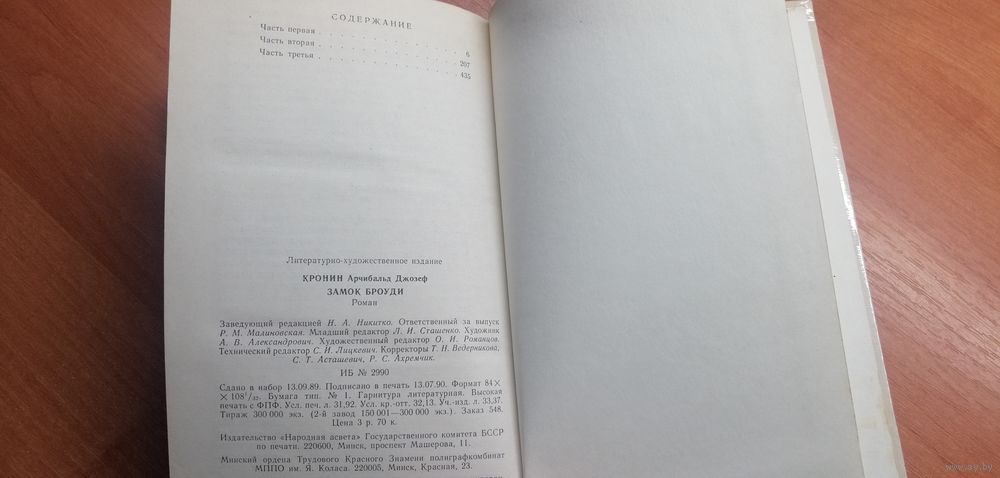 СОДЕРЖАНИЕ
Часть первая . . . . . . . . . . . . 6
Часть вторая . . . . . . . . . . . . 207
Часть третья . . . . . . . . . . . . 435
Литературно-художественное издание
КРОНИН Арчибальд Джозеф
ЗАМОК БРОУДИ
Роман
Заведующий редакцией Н. А. Никитко. Ответственный за выпуск
Р. М. Малиновская. Младший редактор Л. И. Сташенко. Художник
А. В. Александрович. Художественный редактор О. И. Романцов.
Технический редактор С. И. Лицкевич. Корректоры Т. Н. Ведерникова,
С. Т. Асташевич, Р. С. Ахремчик.
ИБ № 2990
Сдано в набор 13.09.89. Подписано в печать 13.07.90. Формат 84×
×108¹/₃₂. Бумага тип. № 1. Гарнитура литературная. Высокая
печать с ФПФ. Усл. печ. л. 31,92. Усл. кр.-отт. 32,13. Уч.-изд. л. 33,37.
Тираж 300 000 экз. (2-й завод 150 001—300 000 экз.). Заказ 548.
Цена 3 р. 70 к.
Издательство «Народная асвета» Государственного комитета БССР
по печати. 220600, Минск, проспект Машерова, 11.
Минский ордена Трудового Красного Знамени полиграфкомбинат
МППО им. Я. Коласа. 220005, Минск, Красная, 23.
www.ay.by